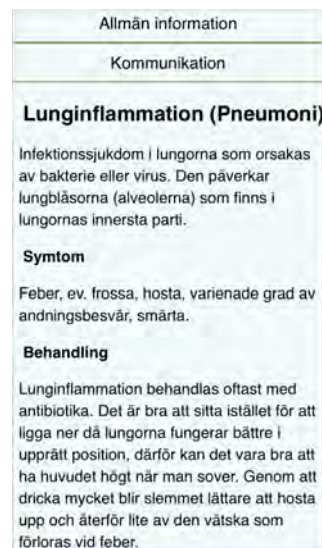 Allmän information
Kommunikation
Lunginflammation (Pneumoni)
Infektionssjukdom i lungorna som orsakas
av bakterie eller virus. Den påverkar
lungblåsorna (alveolerna) som finns i
lungornas innersta parti.
Symtom
Feber, ev. frossa, hosta, varienade grad av
andningsbesvär, smärta.
Behandling
Lunginflammation behandlas oftast med
antibiotika. Det är bra att sitta istället för att
ligga ner då lungorna fungerar bättre i
upprätt position, därför kan det vara bra att
ha huvudet högt när man sover. Genom att
dricka mycket blir slemmet lättare att hosta
upp och återför lite av den vätska som
förloras vid feber.